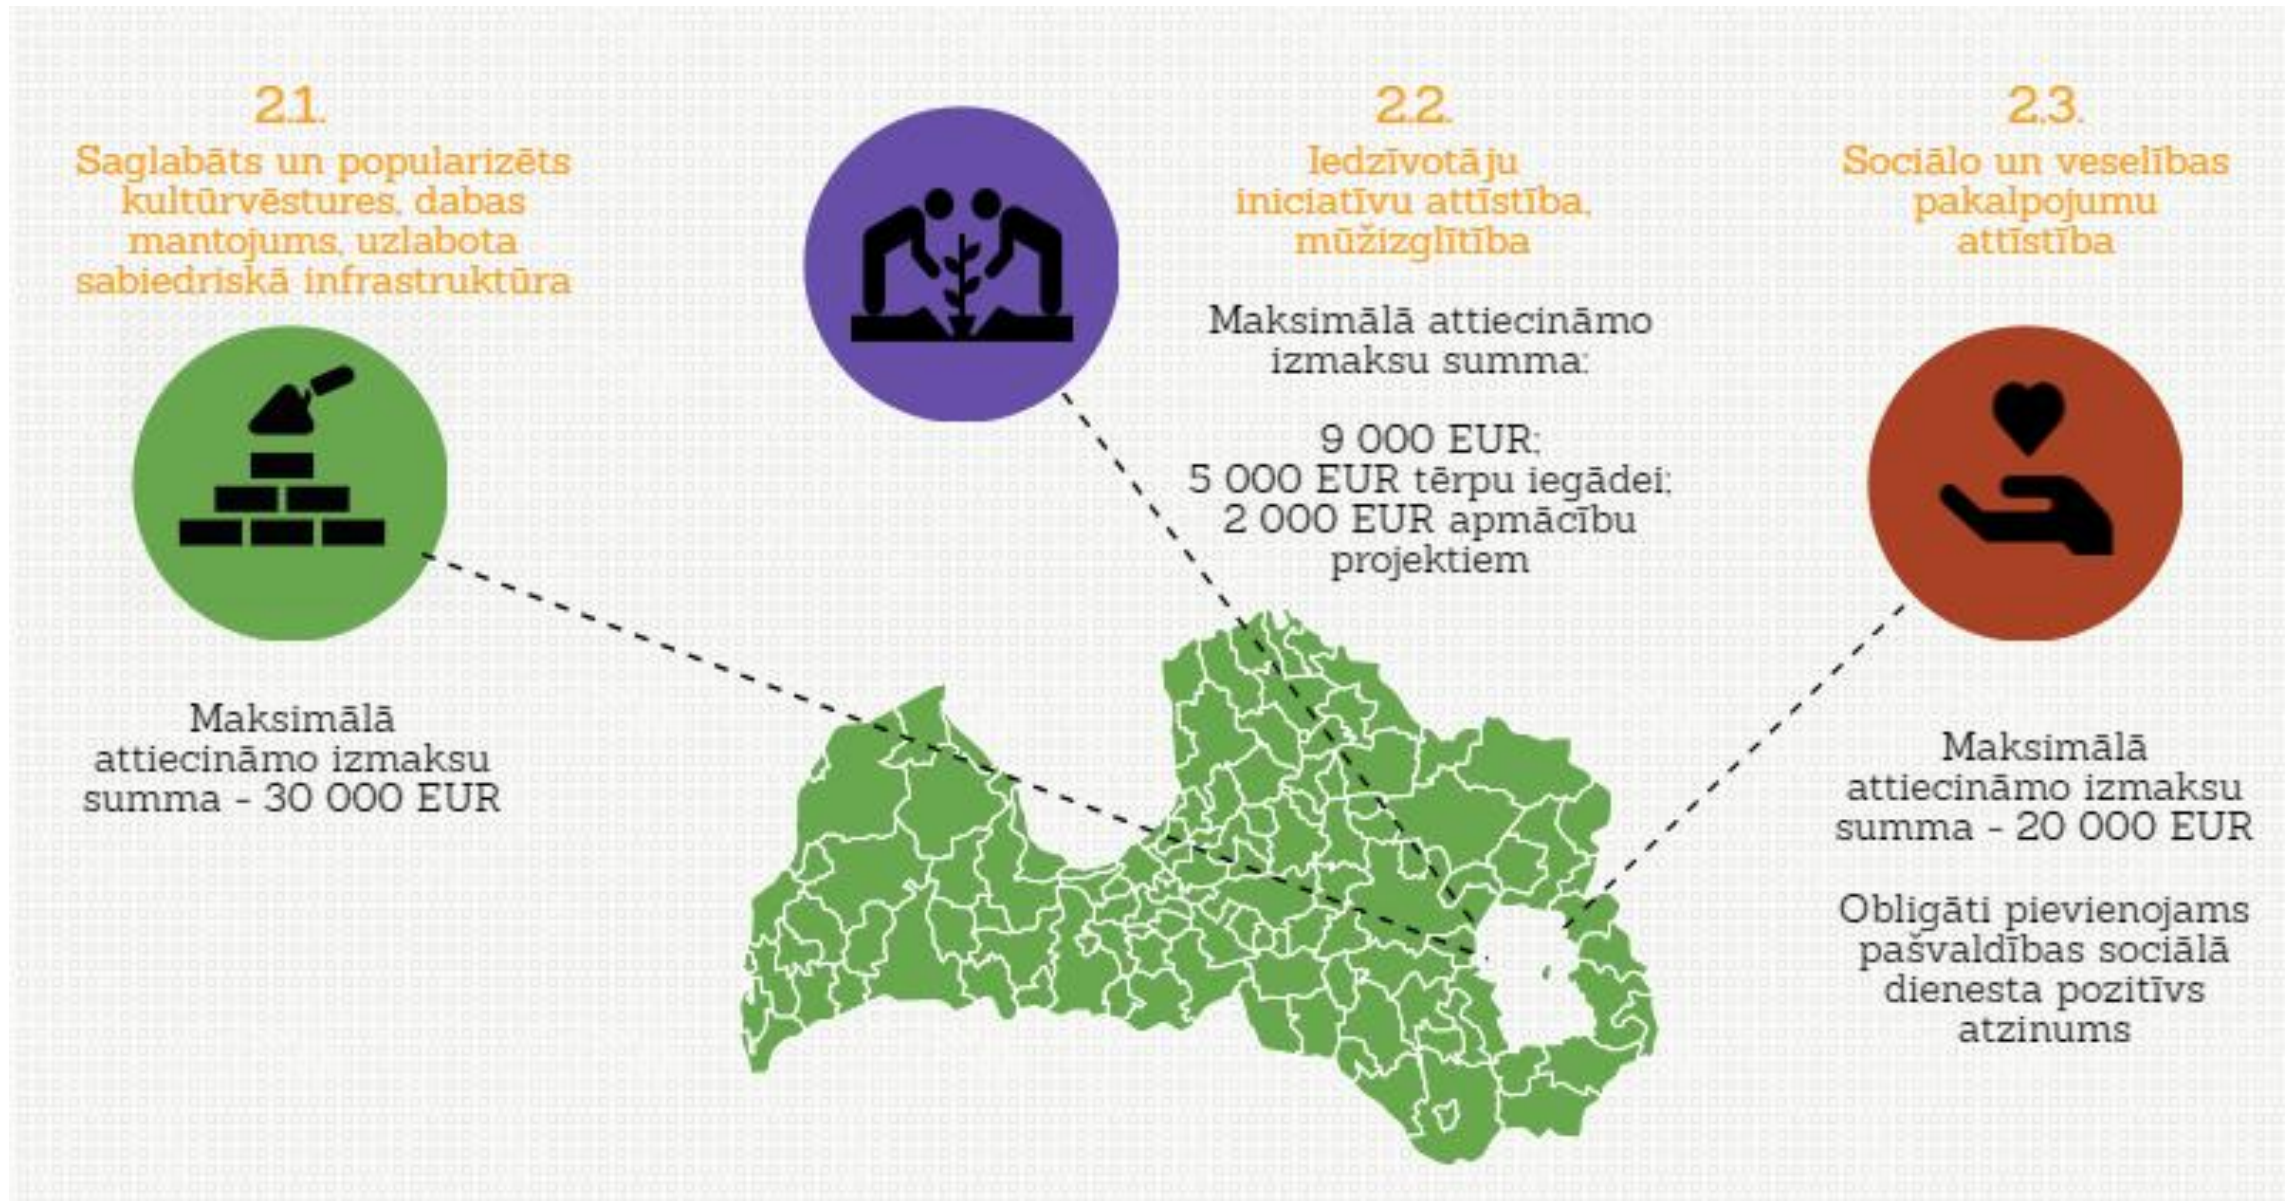 2.1.
Saglabāts un popularizēts
kultūrvēstures, dabas
mantojums, uzlabota
sabiedriskā infrastruktūra
Maksimālā
attiecināmo izmaksu
summa - 30 000 EUR
2.2.
Iedzīvotāju
iniciatīvu attīstība,
mūžizglītība
Maksimālā attiecināmo
izmaksu summa:
9 000 EUR;
5 000 EUR tērpu iegādei;
2 000 EUR apmācību
projektiem
2.3.
Sociālo un veselības
pakalpojumu
attīstība
Maksimālā
attiecināmo izmaksu
summa - 20 000 EUR
Obligāti pievienojams
pašvaldības sociālā
dienesta pozitīvs
atzinums